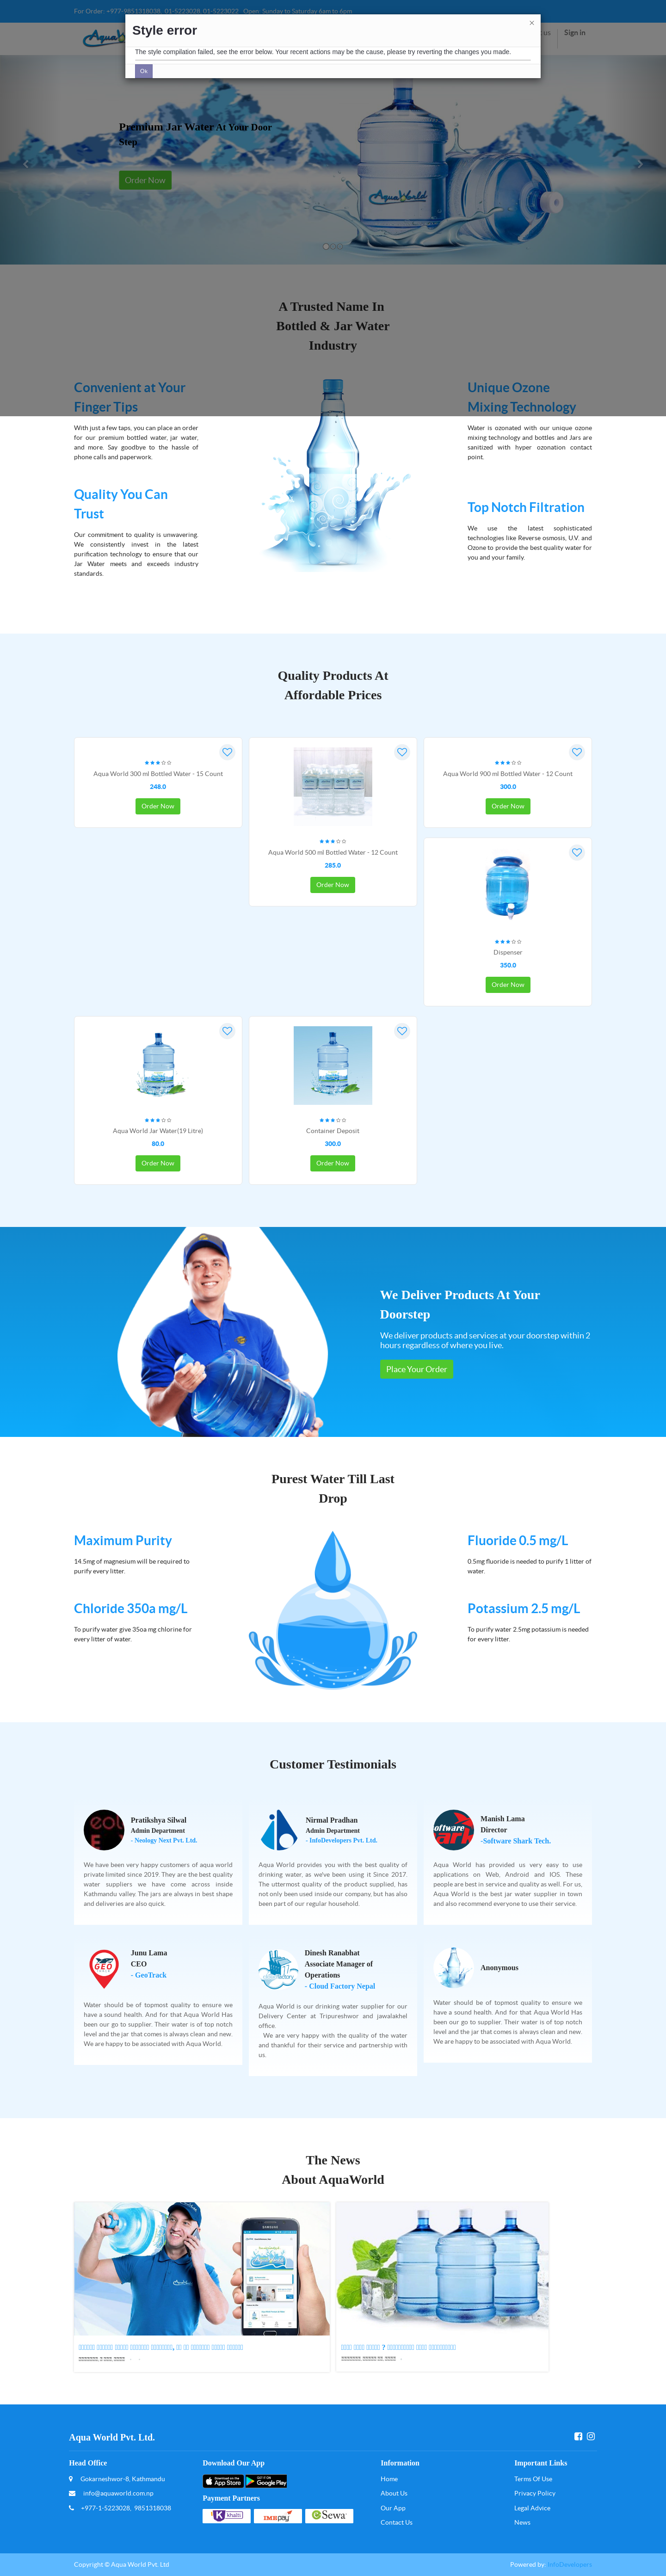 For Order: +977-9851318038, 01-5223028, 01-5223022 Open: Sunday to Saturday 6am to 6pm
us Sign in
×
Style error
The style compilation failed, see the error below. Your recent actions may be the cause, please try reverting the changes you made.
Ok
Premium Jar Water At Your Door
Step.
Order Now
AquaWorld
A Trusted Name In
Bottled & Jar Water
Industry
Convenient at Your
Finger Tips
With just a few taps, you can place an order
for our premium bottled water, jar water,
and more. Say goodbye to the hassle of
phone calls and paperwork.
Quality You Can
Trust
Our commitment to quality is unwavering.
We consistently invest in the latest
purification technology to ensure that our
Jar Water meets and exceeds industry
standards.
Unique Ozone
Mixing Technology
Water is ozonated with our unique ozone
mixing technology and bottles and Jars are
sanitized with hyper ozonation contact
point.
Top Notch Filtration
We use the latest sophisticated
technologies like Reverse osmosis, U.V. and
Ozone to provide the best quality water for
you and your family.
Quality Products At
Affordable Prices
Aqua World 300 ml Bottled Water - 15 Count
248.0
Order Now
Aqua World 500 ml Bottled Water - 12 Count
285.0
Order Now
Aqua World 900 ml Bottled Water - 12 Count
300.0
Order Now
Dispenser
350.0
Order Now
Aqua World Jar Water(19 Litre)
80.0
Order Now
Container Deposit
300.0
Order Now
We Deliver Products At Your
Doorstep
We deliver products and services at your doorstep within 2
hours regardless of where you live.
Place Your Order
Purest Water Till Last
Drop
Maximum Purity
14.5mg of magnesium will be required to
purify every litter.
Chloride 350a mg/L
To purify water give 35oa mg chlorine for
every litter of water.
Fluoride 0.5 mg/L
0.5mg fluoride is needed to purify 1 litter of
water.
Potassium 2.5 mg/L
To purify water 2.5mg potassium is needed
for every litter.
Customer Testimonials
Pratikshya Silwal
Admin Department
- Neology Next Pvt. Ltd.
We have been very happy customers of aqua world
private limited since 2019. They are the best quality
water suppliers we have come across inside
Kathmandu valley. The jars are always in best shape
and deliveries are also quick.
Nirmal Pradhan
Admin Department
- InfoDevelopers Pvt. Ltd.
Aqua World provides you with the best quality of
drinking water, as we've been using it Since 2017.
The uttermost quality of the product supplied, has
not only been used inside our company, but has also
been part of our regular household.
Manish Lama
Director
-Software Shark Tech.
Aqua World has provided us very easy to use
applications on Web, Android and IOS. These
people are best in service and quality as well. For us,
Aqua World is the best jar water supplier in town
and also recommend everyone to use their service.
GEO
Junu Lama
CEO
- GeoTrack
Water should be of topmost quality to ensure we
have a sound health. And for that Aqua World Has
been our go to supplier. Their water is of top notch
level and the jar that comes is always clean and new.
We are happy to be associated with Aqua World.
Dinesh Ranabhat
Associate Manager of
Operations
- Cloud Factory Nepal
Aqua World is our drinking water supplier for our
Delivery Center at Tripureshwor and jawalakhel
office.
We are very happy with the quality of the water
and thankful for their service and partnership with
us.
Anonymous
Water should be of topmost quality to ensure we
have a sound health. And for that Aqua World Has
been our go to supplier. Their water is of top notch
level and the jar that comes is always clean and new.
We are happy to be associated with Aqua World.
The News
About AquaWorld
SAMSUNG
Aqua World Pvt. Ltd.
Head Office
Gokarneshwor-8, Kathmandu
info@aquaworld.com.np
+977-1-5223028, 9851318038
Download Our App
Download on the App Store
GET IT ON Google Play
Payment Partners
khalti
IME pay
eSewa
Information
Home
About Us
Our App
Contact Us
Important Links
Terms Of Use
Privacy Policy
Legal Advice
News
Copyright © Aqua World Pvt. Ltd
Powered by InfoDevelopers